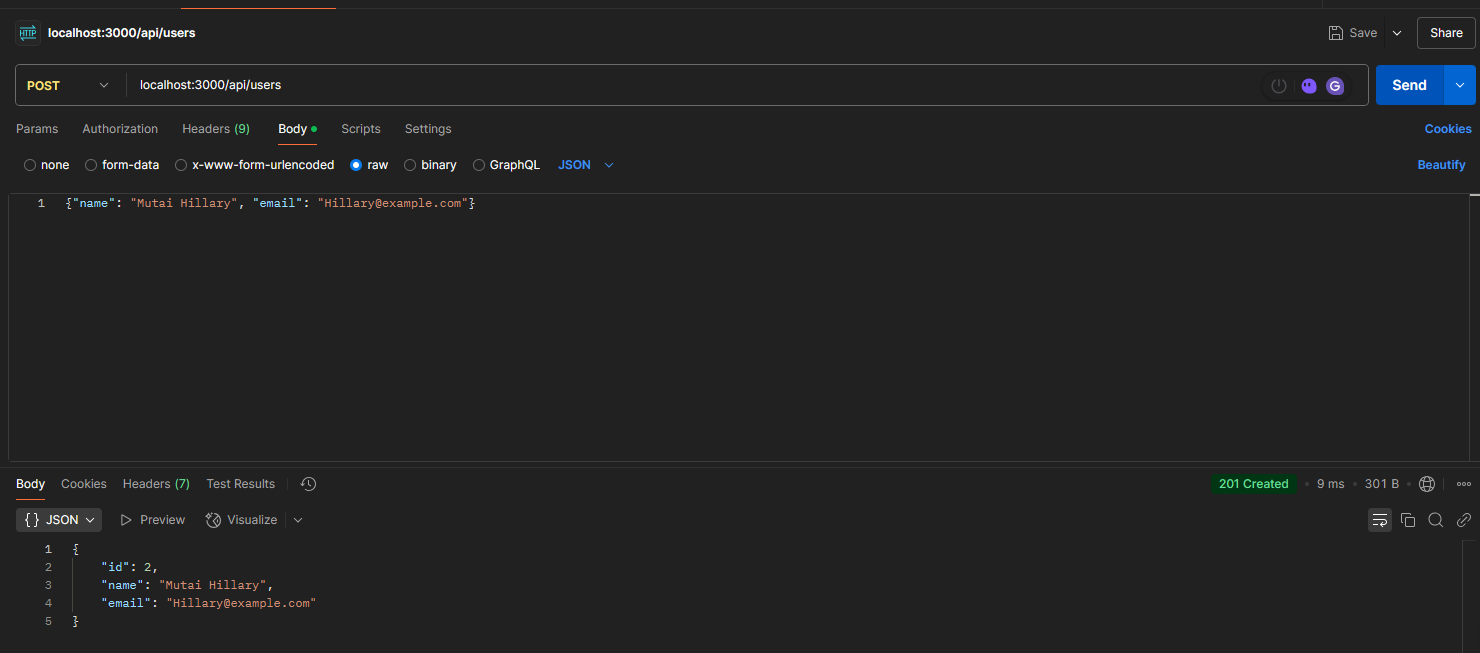 HTTP localhost:3000/api/users Save Share
POST localhost:3000/api/users G Send
Params Authorization Headers (9) Body Scripts Settings Cookies
none form-data x-www-form-urlencoded raw binary GraphQL JSON Beautify
1 {"name": "Mutai Hillary", "email": "Hillary@example.com"}
Body Cookies Headers (7) Test Results 201 Created • 9 ms • 301 B •
{} JSON Preview Visualize
1 {
2 "id": 2,
3 "name": "Mutai Hillary",
4 "email": "Hillary@example.com"
5 }